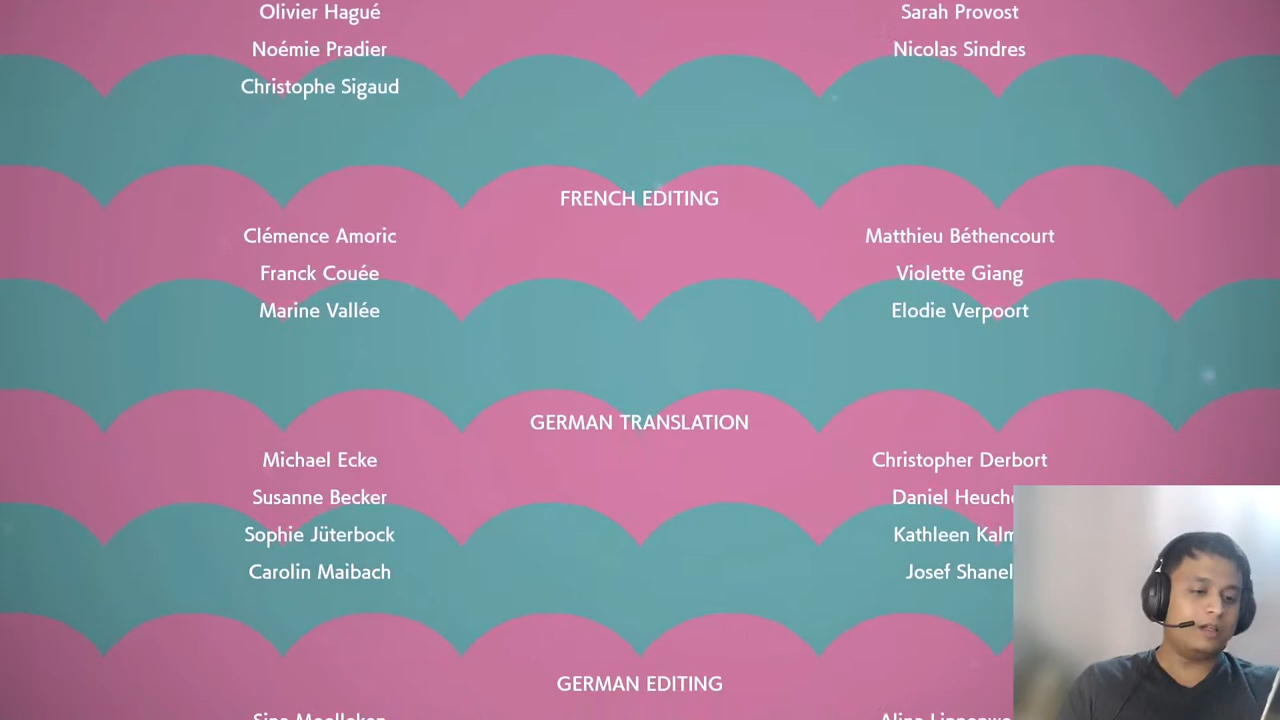 Olivier Hagué Sarah Provost
Noémie Pradier Nicolas Sindres
Christophe Sigaud
FRENCH EDITING
Clémence Amoric Matthieu Béthencourt
Franck Couée Violette Giang
Marine Vallée Elodie Verpoort
GERMAN TRANSLATION
Michael Ecke Christopher Derbort
Susanne Becker Daniel
Sophie Jüterbock Kathleen
Carolin Maibach Josef
GERMAN EDITING